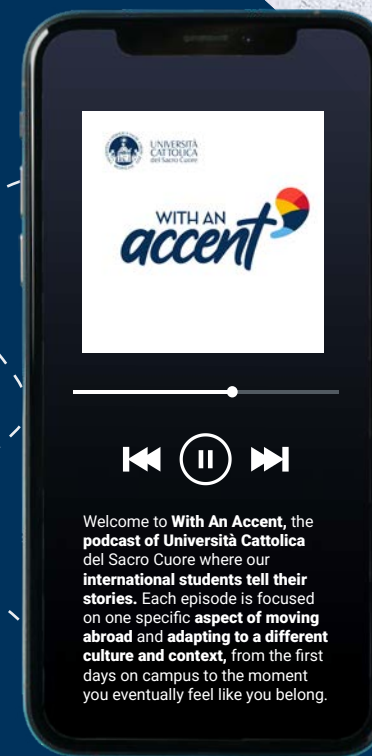 UNIVERSITÀ
CATTOLICA
del Sacro Cuore
WITH AN
accent
Welcome to With An Accent, the
podcast of Università Cattolica
del Sacro Cuore where our
international students tell their
stories. Each episode is focused
on one specific aspect of moving
abroad and adapting to a different
culture and context, from the first
days on campus to the moment
you eventually feel like you belong.